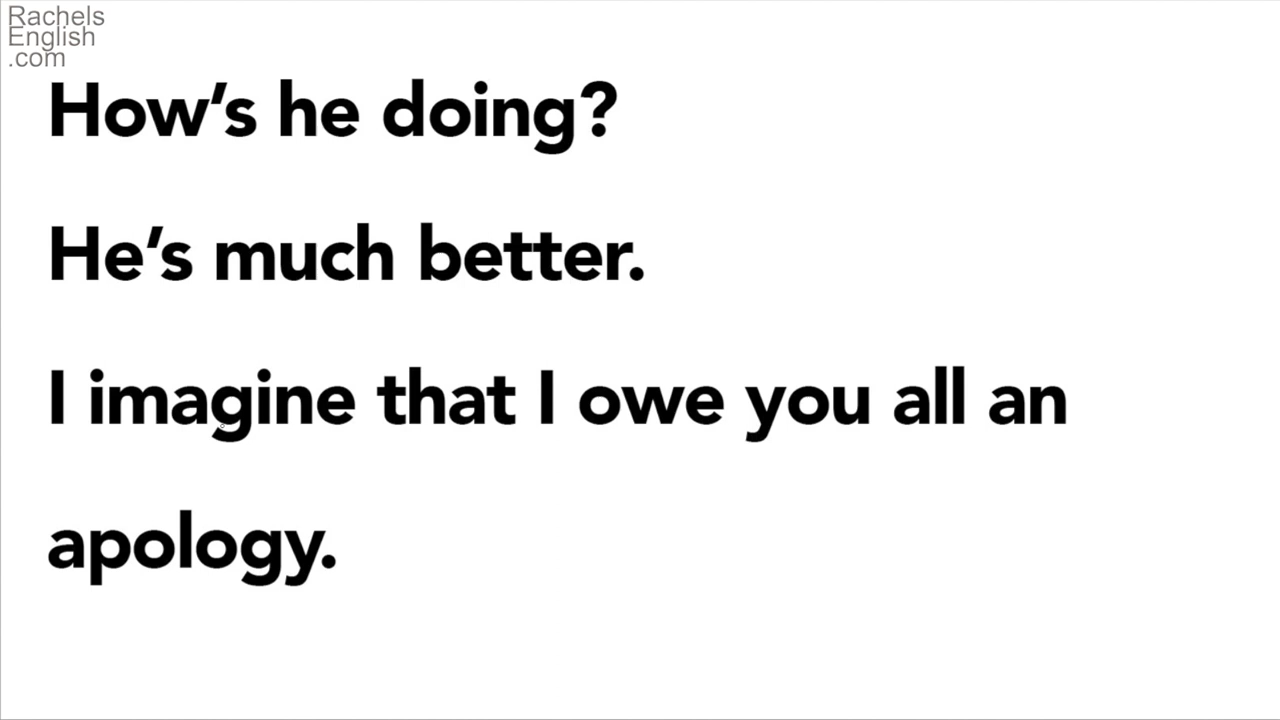 Rachels
English
.com
How's he doing?
He's much better.
I imagine that I owe you all an
apology.